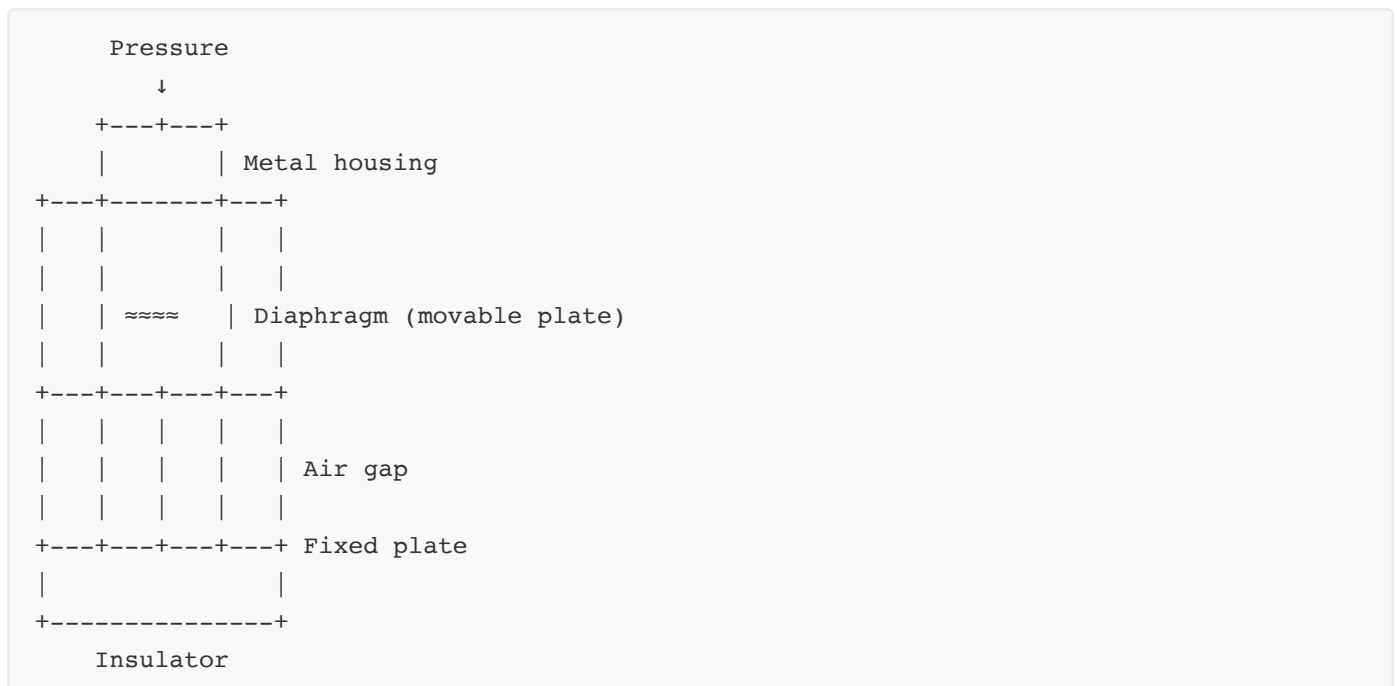 Pressure
↓
+---+---+
|       | Metal housing
+---+-------+---+
|   |       |   |
|   |       |   |
|   | ≈≈≈≈   | Diaphragm (movable plate)
|   |       |   |
+---+---+---+---+
|   |   |   |   |
|   |   |   |   | Air gap
|   |   |   |   |
+---+---+---+---+ Fixed plate
|               |
+---------------+
Insulator